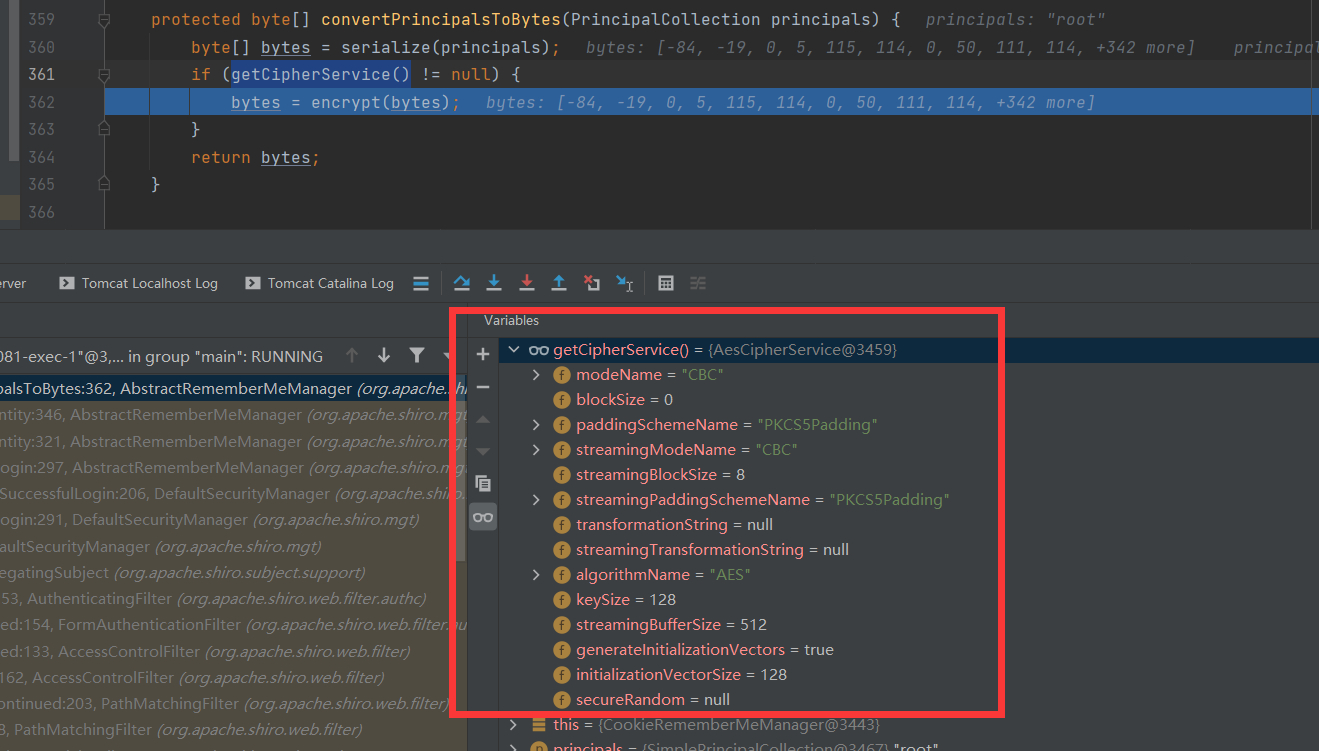 359 protected byte[] convertPrincipalsToBytes(PrincipalCollection principals) { principals: "root"
360 byte[] bytes = serialize(principals); bytes: [-84, -19, 0, 5, 115, 114, 0, 50, 111, 114, +342 more] principal
361 if (getCipherService() != null) {
362 bytes = encrypt(bytes); bytes: [-84, -19, 0, 5, 115, 114, 0, 50, 111, 114, +342 more]
363 }
364 return bytes;
365 }
366
erver Tomcat Localhost Log Tomcat Catalina Log
081-exec-1"@3,... in group "main": RUNNING
palsToBytes:362, AbstractRememberMeManager (org.apache.sh
ntity:346, AbstractRememberMeManager (org.apache.shiro.mgt
ntity:321, AbstractRememberMeManager (org.apache.shiro.mg
ogin:297, AbstractRememberMeManager (org.apache.shiro.mg
SuccessfulLogin:206, DefaultSecurityManager (org.apache.shi
ogin:291, DefaultSecurityManager (org.apache.shiro.mgt)
aultSecurityManager (org.apache.shiro.mgt)
egatingSubject (org.apache.shiro.subject.support)
53, AuthenticatingFilter (org.apache.shiro.web.filter.authc)
ed:154, FormAuthenticationFilter (org.apache.shiro.web.filter.au
ed:133, AccessControlFilter (org.apache.shiro.web.filter)
162, AccessControlFilter (org.apache.shiro.web.filter)
ontinued:203, PathMatchingFilter (org.apache.shiro.web.filter)
8, PathMatchingFilter (org.apache.shiro.web.filter)
Variables
getCipherService() = {AesCipherService@3459}
modeName = "CBC"
blockSize = 0
paddingSchemeName = "PKCS5Padding"
streamingModeName = "CBC"
streamingBlockSize = 8
streamingPaddingSchemeName = "PKCS5Padding"
transformationString = null
streamingTransformationString = null
algorithmName = "AES"
keySize = 128
streamingBufferSize = 512
generateInitializationVectors = true
initializationVectorSize = 128
secureRandom = null
this = {CookieRememberMeManager@3443}
principals = {SimplePrincipalCollection@3467} "root"